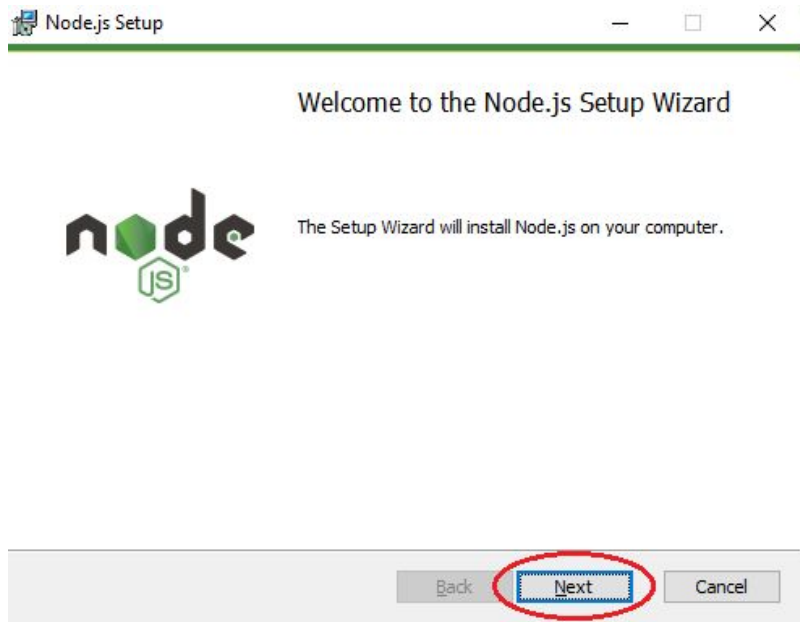 Node.js Setup
Welcome to the Node.js Setup Wizard
node
JS
The Setup Wizard will install Node.js on your computer.
Back Next Cancel